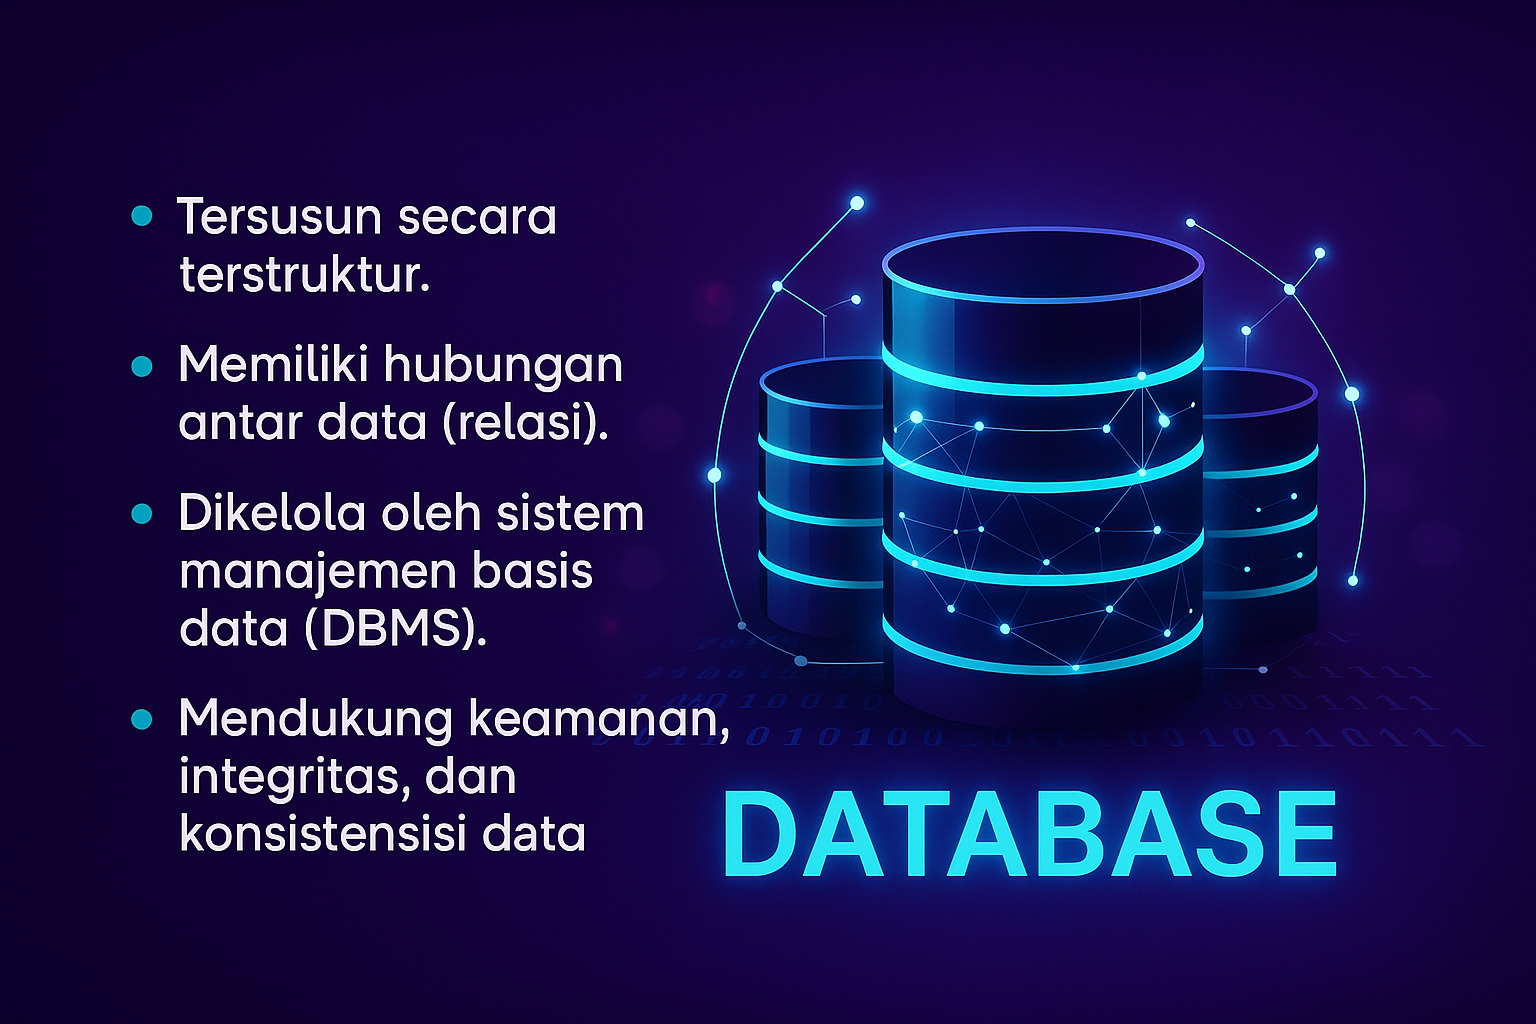 Tersusun secara
terstruktur.
Memiliki hubungan
antar data (relasi).
Dikelola oleh sistem
manajemen basis
data (DBMS).
Mendukung keamanan,
integritas, dan
konsistensisi data
DATABASE